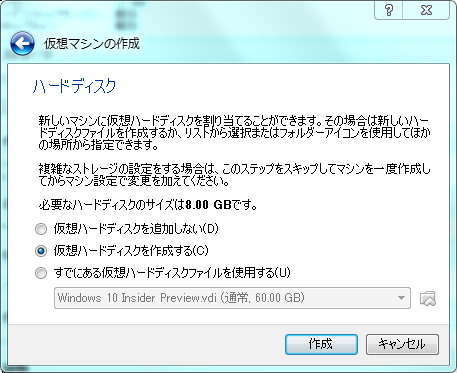 仮想マシンの作成
ハードディスク
新しいマシンに仮想ハードディスクを割り当てることができます。その場合は新しいハー
ドディスクファイルを作成するか、リストから選択またはフォルダーアイコンを使用してほか
の場所から指定できます。
複雑なストレージの設定をする場合は、このステップをスキップしてマシンを一度作成し
てからマシン設定で変更を加えてください。
必要なハードディスクのサイズは8.00 GBです。
仮想ハードディスクを追加しない(D)
仮想ハードディスクを作成する(C)
すでにある仮想ハードディスクファイルを使用する(U)
Windows 10 Insider Preview.vdi (通常, 60.00 GB)
作成
キャンセル